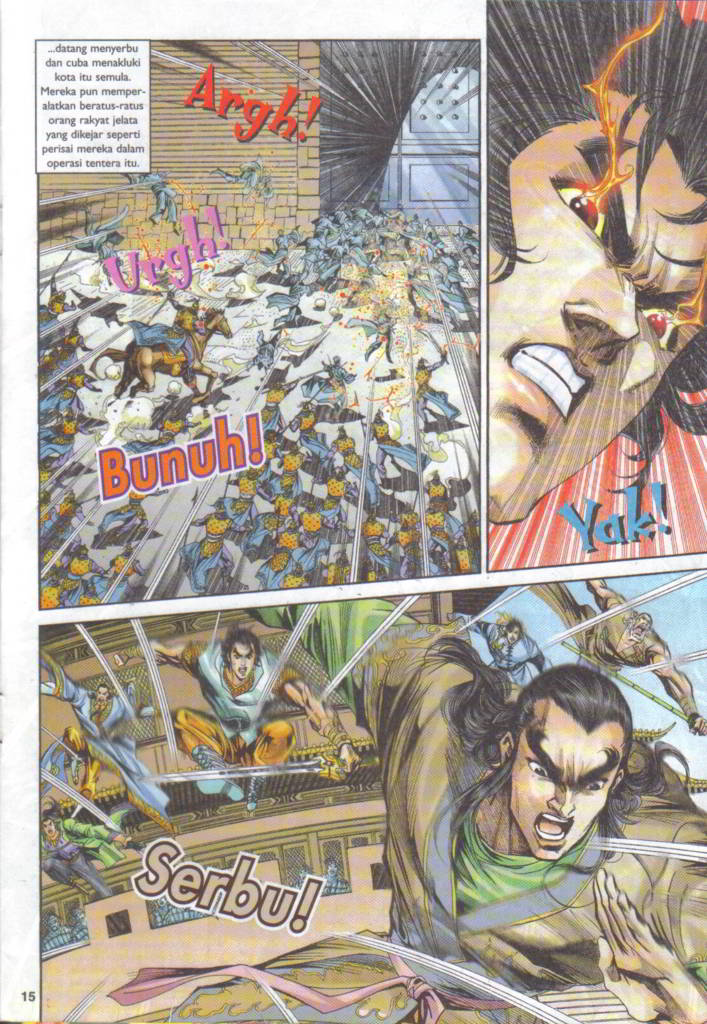 ...datang menyerbu
dan cuba menakluki
kota itu semula.
Mereka pun memper-
alatkan beratus-ratus
orang rakyat jelata
yang dikejar seperti
perisai mereka dalam
operasi tentera itu.
Argh!
Urgh!
Bunuh!
Yak!
Serbu!
15